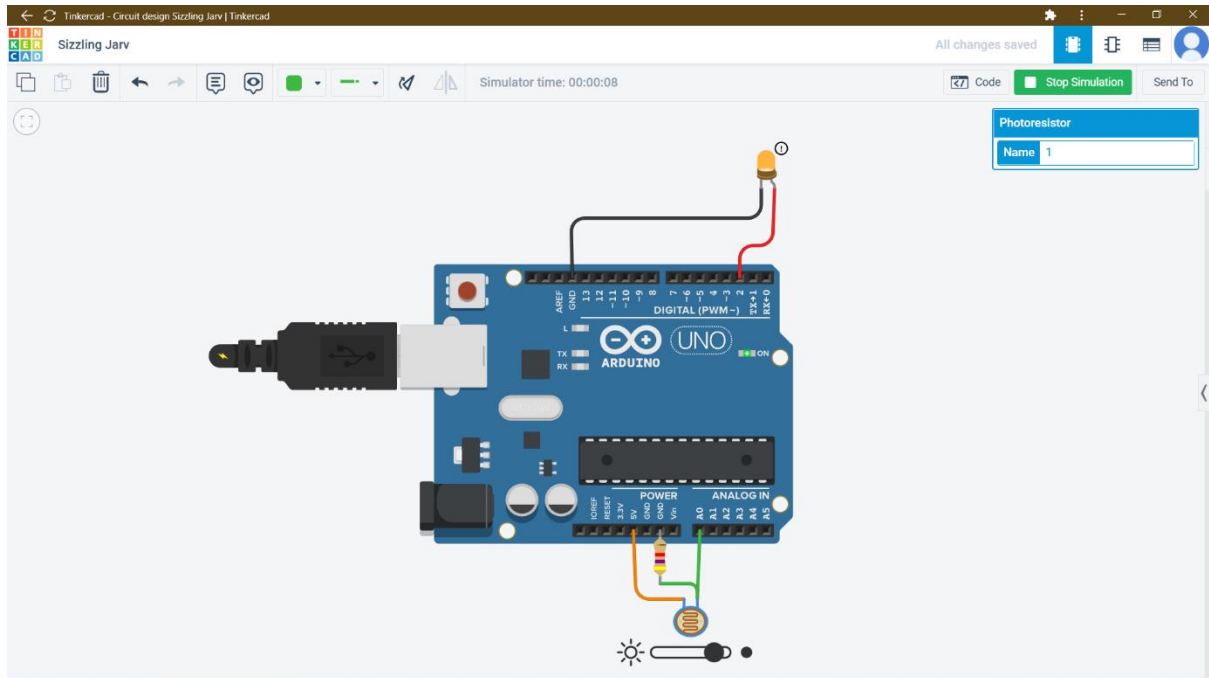 Tinkercad - Circuit design Sizzling Jarv | Tinkercad
TIN
KER
CAD
Sizzling Jarv
All changes saved
Simulator time: 00:00:08
Code
Stop Simulation
Send To
Photoresistor
Name 1
AREF
GND
13
12
~11
~10
~9
8
7
~6
~5
4
~3
2
TX→1
RX←0
DIGITAL (PWM~)
L
TX
RX
ARDUINO
UNO
ON
POWER
ANALOG IN
IOREF
RESET
3.3V
5V
GND
GND
Vin
A0
A1
A2
A3
A4
A5